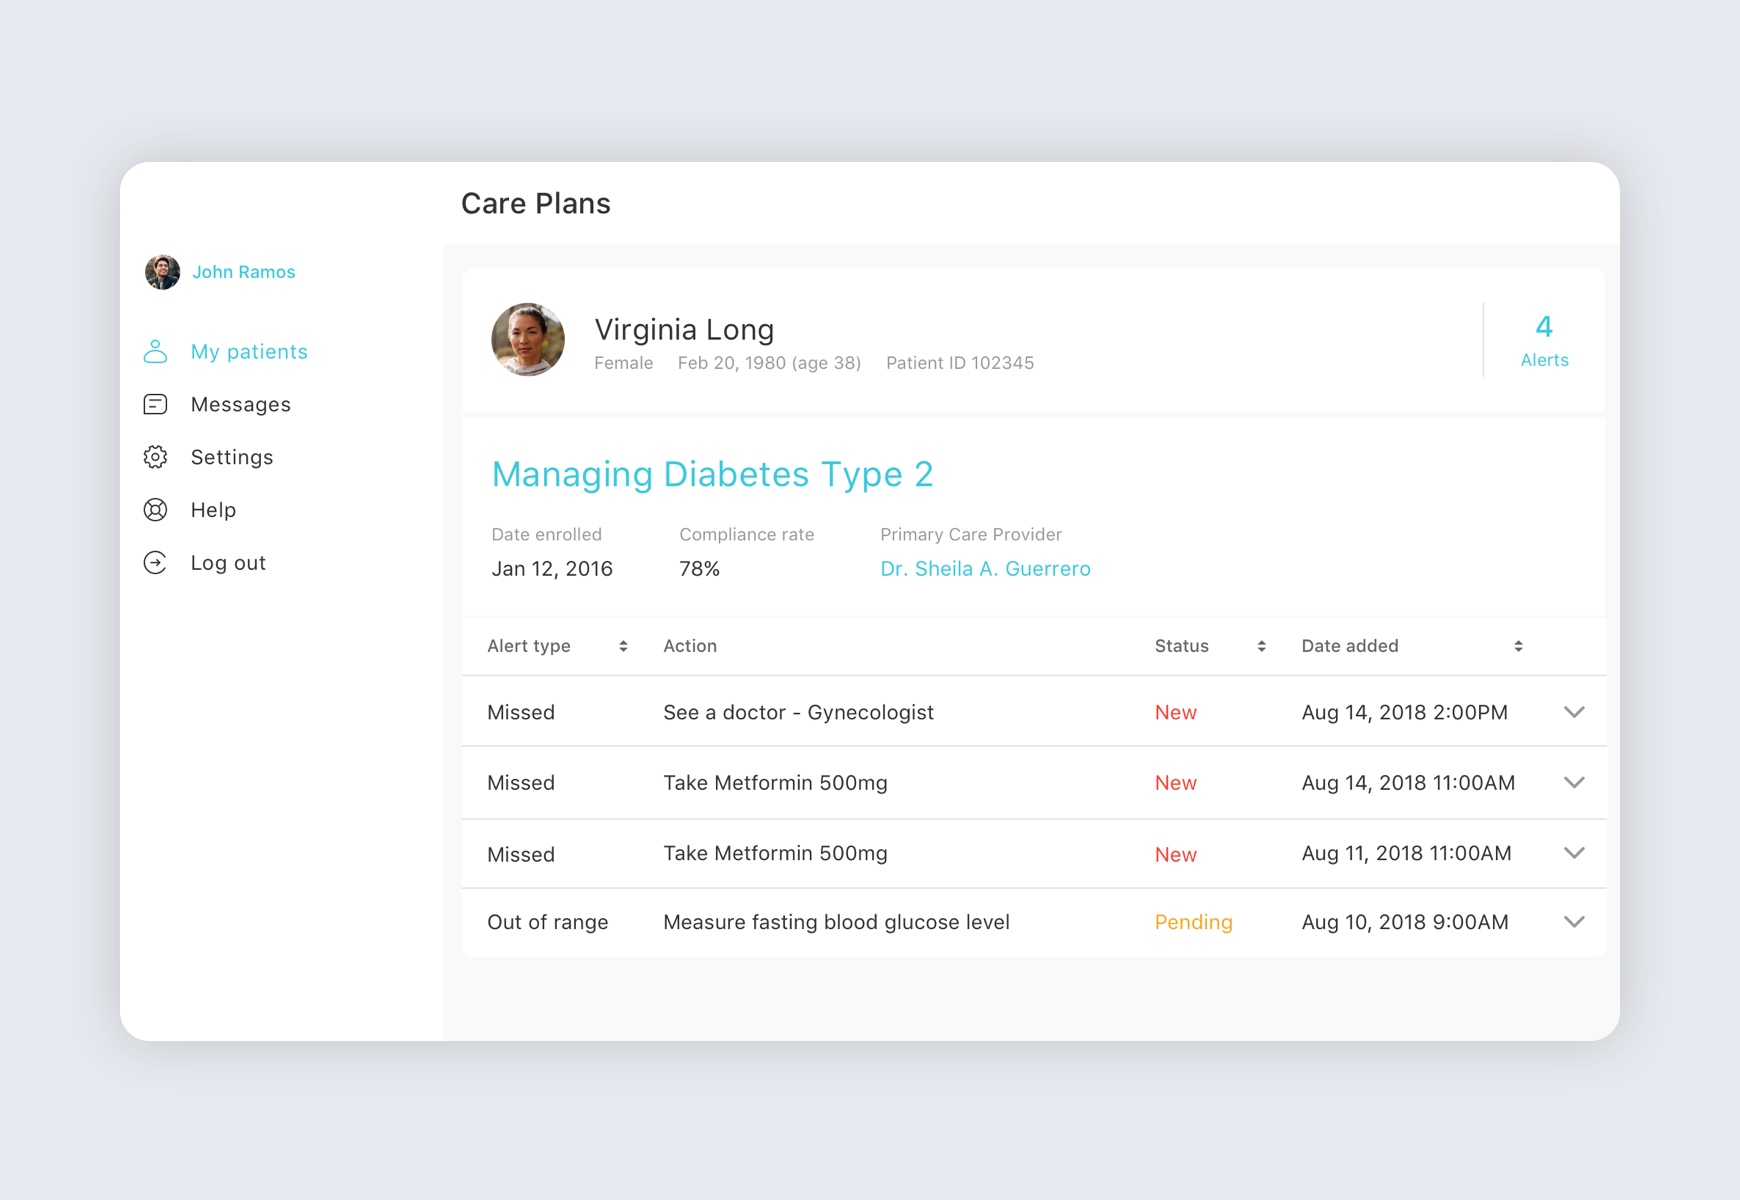 Care Plans
John Ramos
My patients
Messages
Settings
Help
Log out
Virginia Long
Female Feb 20, 1980 (age 38) Patient ID 102345
4
Alerts
Managing Diabetes Type 2
Date enrolled Compliance rate Primary Care Provider
Jan 12, 2016 78% Dr. Sheila A. Guerrero
Alert type Action Status Date added
Missed See a doctor - Gynecologist New Aug 14, 2018 2:00PM
Missed Take Metformin 500mg New Aug 14, 2018 11:00AM
Missed Take Metformin 500mg New Aug 11, 2018 11:00AM
Out of range Measure fasting blood glucose level Pending Aug 10, 2018 9:00AM